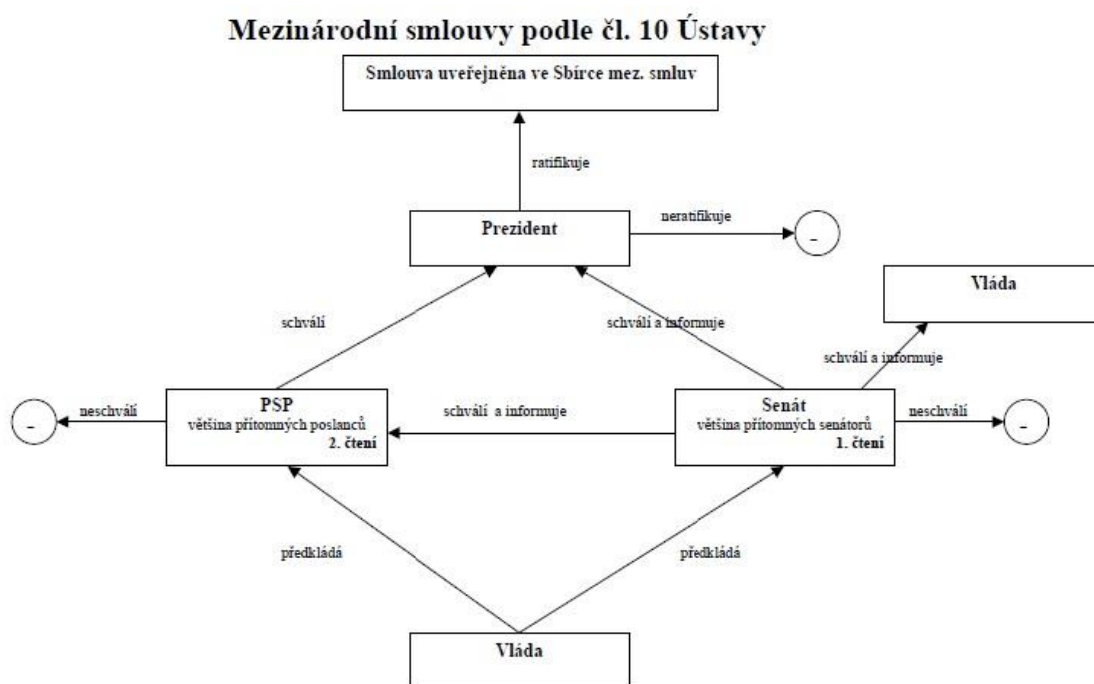 Mezinárodní smlouvy podle čl. 10 Ústavy
Smlouva uveřejněna ve Sbírce mez. smluv
ratifikuje
Prezident
neratifikuje
-
Vláda
schválí
schválí a informuje
schválí a informuje
-
neschválí
PSP
většina přítomných poslanců
2. čtení
schválí a informuje
Senát
většina přítomných senátorů
1. čtení
neschválí
-
předkládá
předkládá
Vláda